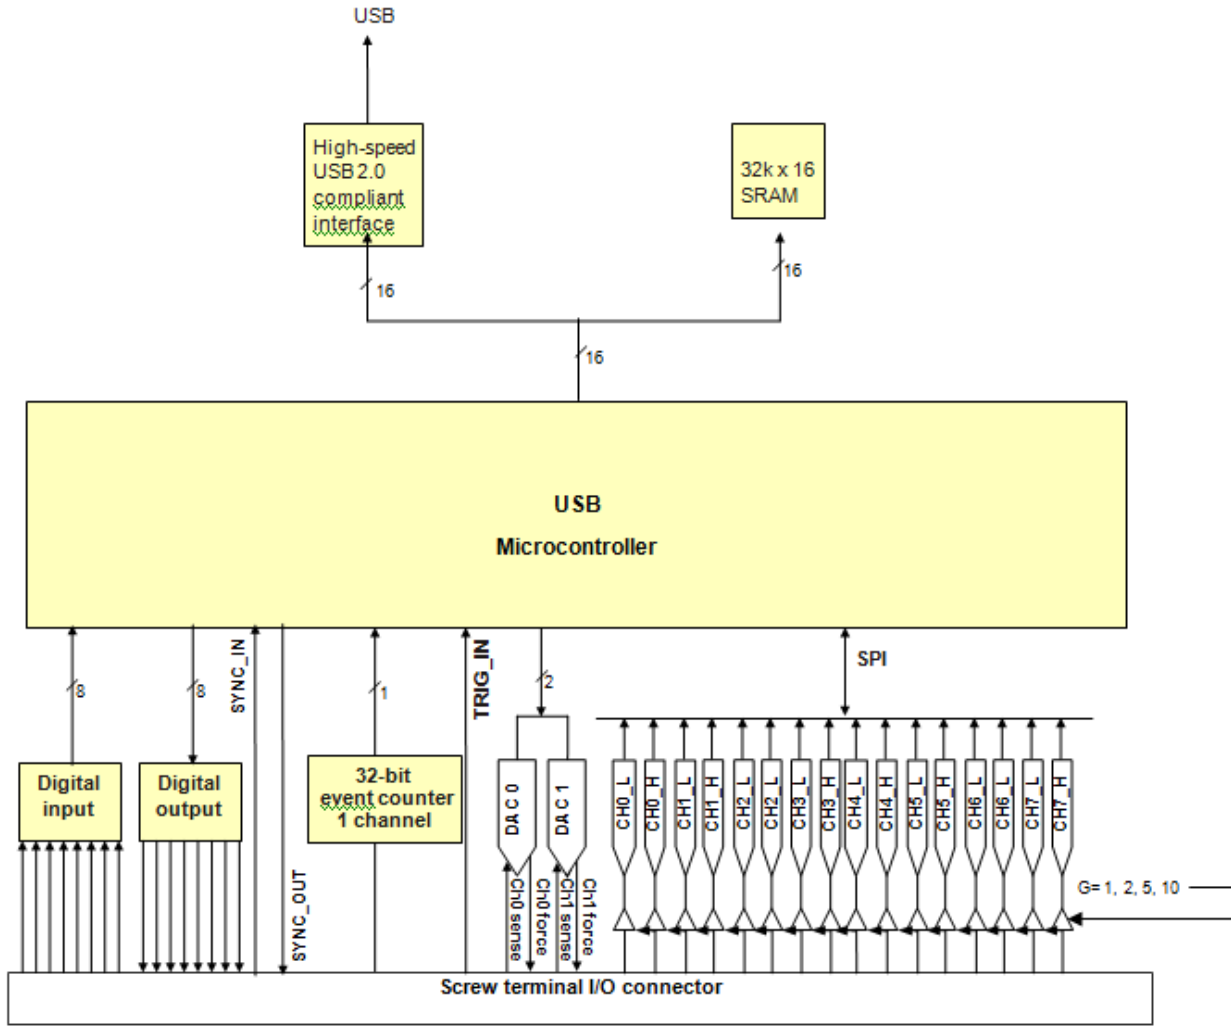 USB
High-speed
USB 2.0
compliant
interface
32k x 16
SRAM
16
16
16
USB
Microcontroller
8
8
SYNC_IN
SYNC_OUT
1
TRIG_IN
2
SPI
Digital
input
Digital
output
32-bit
event counter
1 channel
DAC 0
DAC 1
Ch0 sense
Ch0 force
Ch1 sense
Ch1 force
CH0_L
CH0_H
CH1_L
CH1_H
CH2_L
CH2_L
CH3_L
CH3_H
CH4_L
CH4_H
CH5_L
CH5_H
CH6_L
CH6_L
CH7_L
CH7_H
G= 1, 2, 5, 10
Screw terminal I/O connector